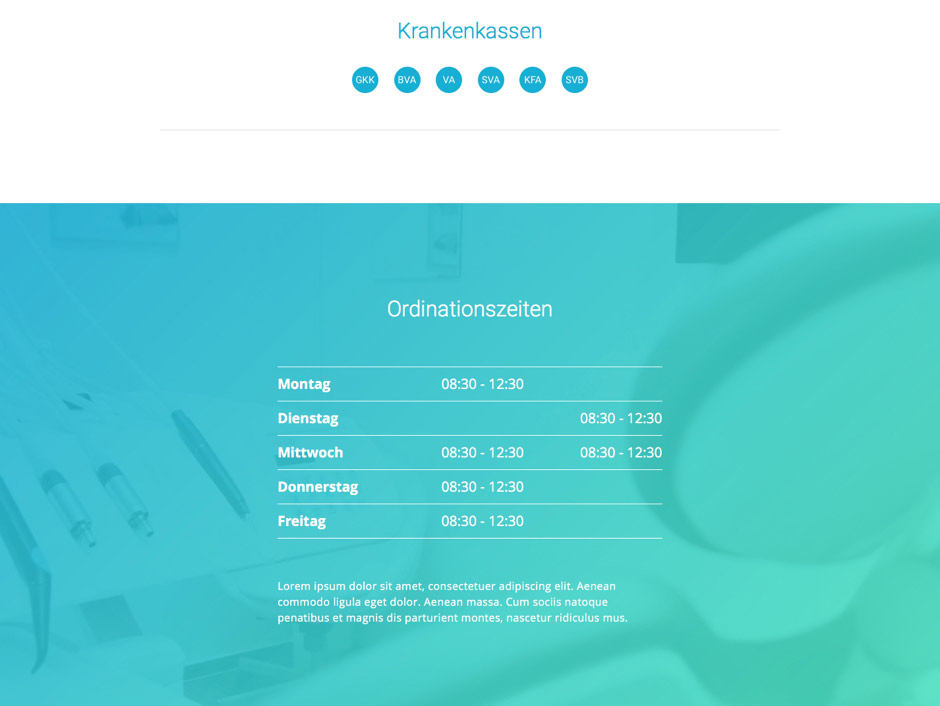 Krankenkassen
GKK BVA VA SVA KFA SVB
Ordinationszeiten
Montag 08:30 - 12:30
Dienstag 08:30 - 12:30
Mittwoch 08:30 - 12:30 08:30 - 12:30
Donnerstag 08:30 - 12:30
Freitag 08:30 - 12:30
Lorem ipsum dolor sit amet, consectetuer adipiscing elit. Aenean
commodo ligula eget dolor. Aenean massa. Cum sociis natoque
penatibus et magnis dis parturient montes, nascetur ridiculus mus.